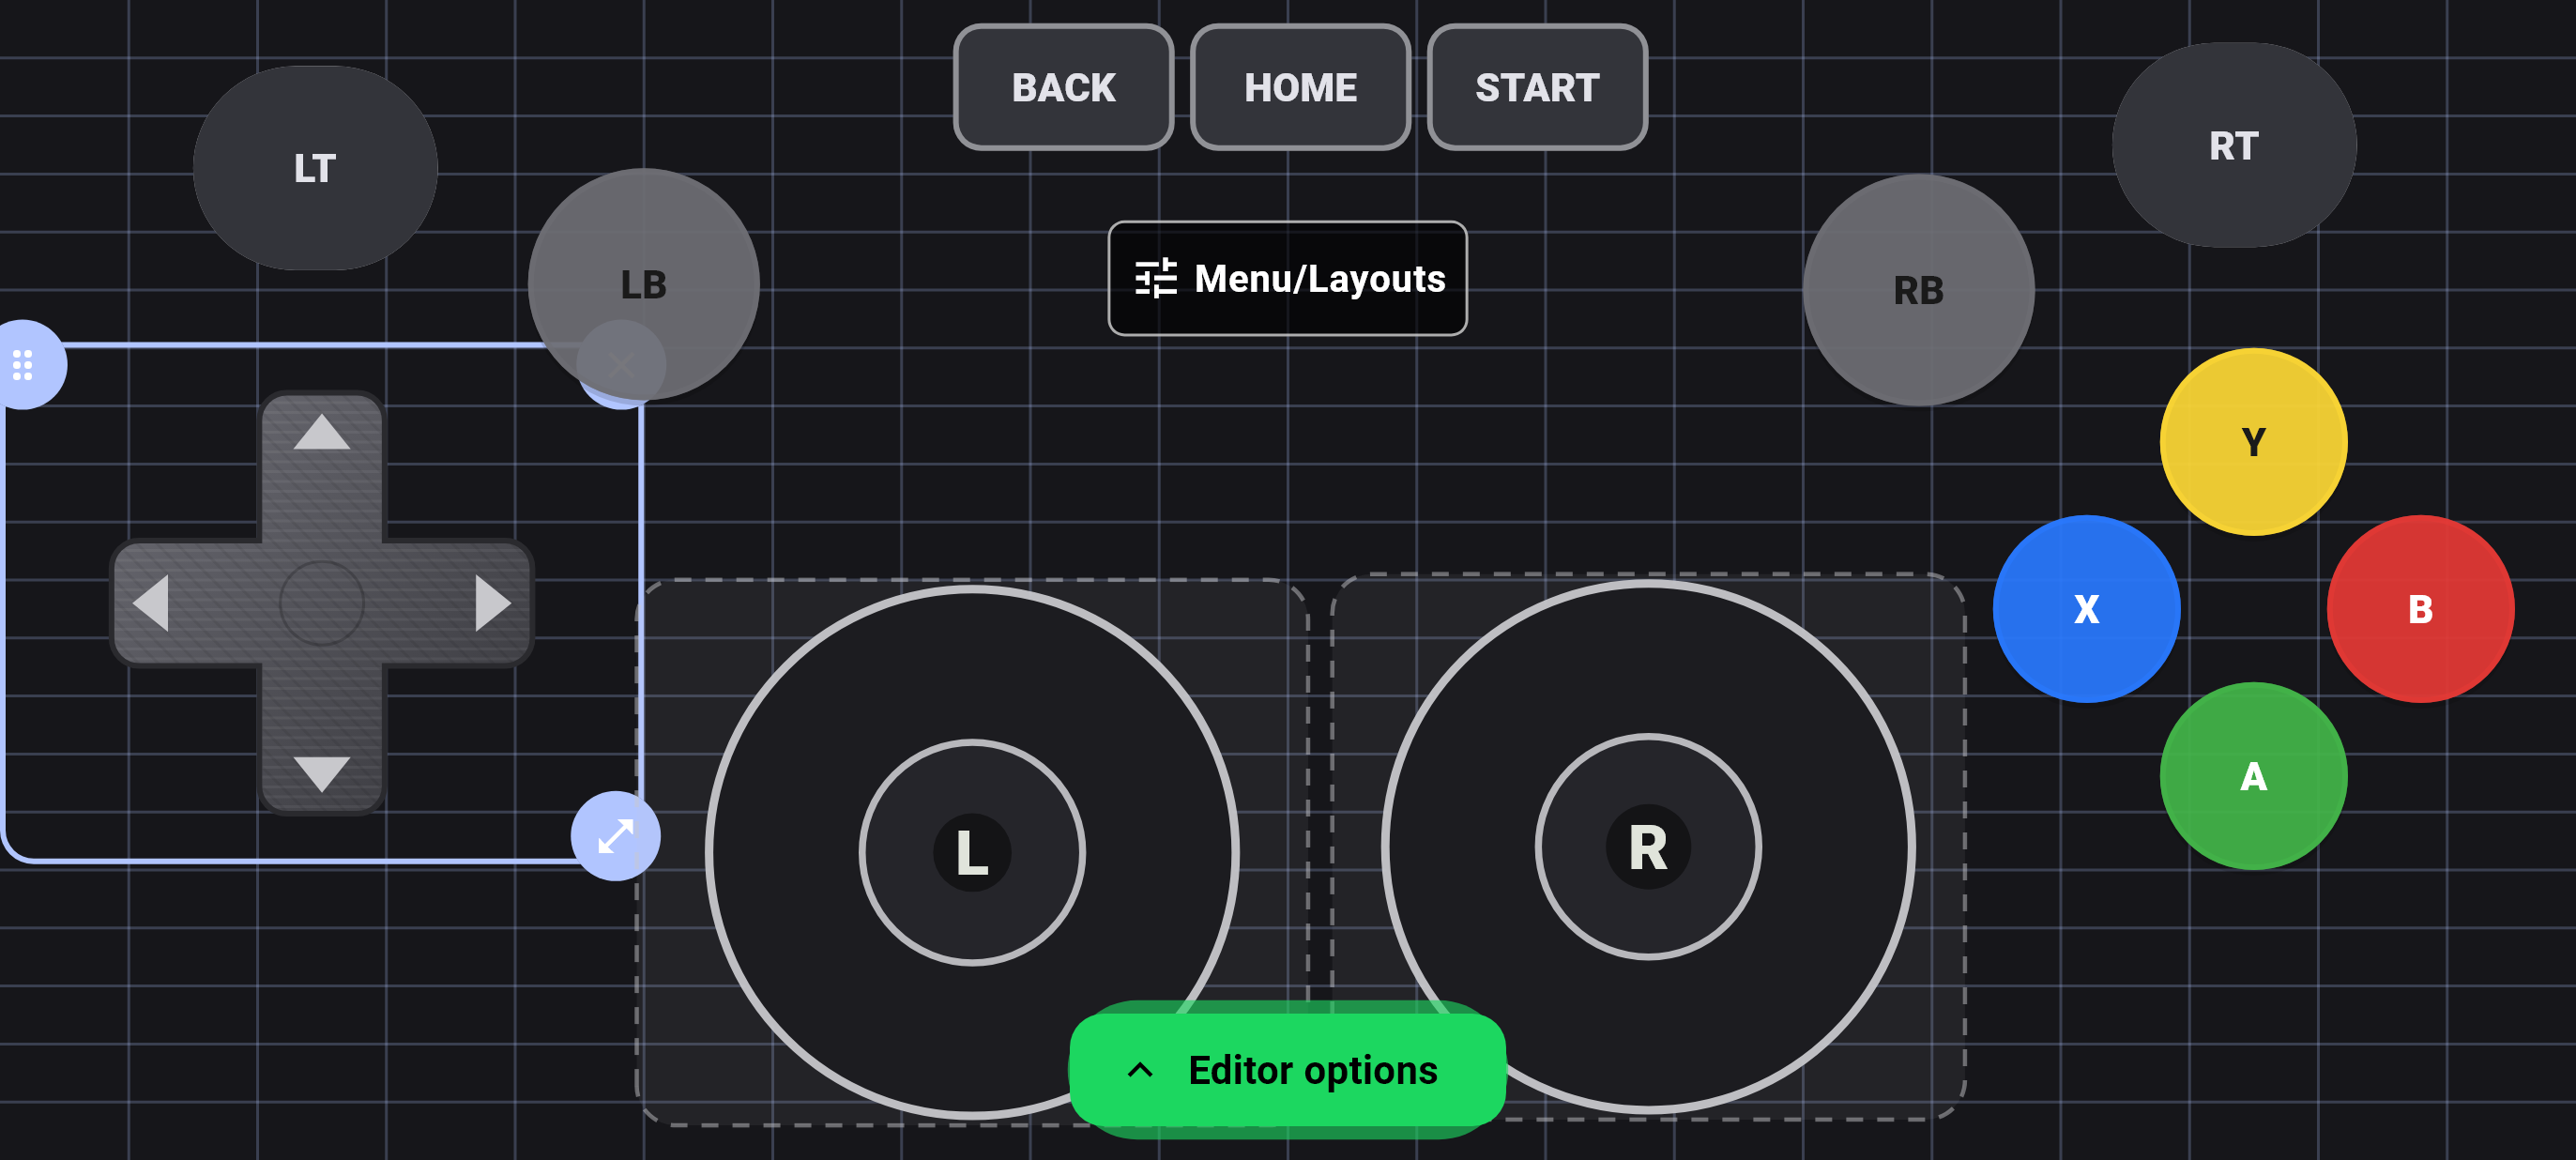 BACK
HOME
START
LT
RT
LB
Menu/Layouts
RB
Y
X
B
A
L
R
Editor options